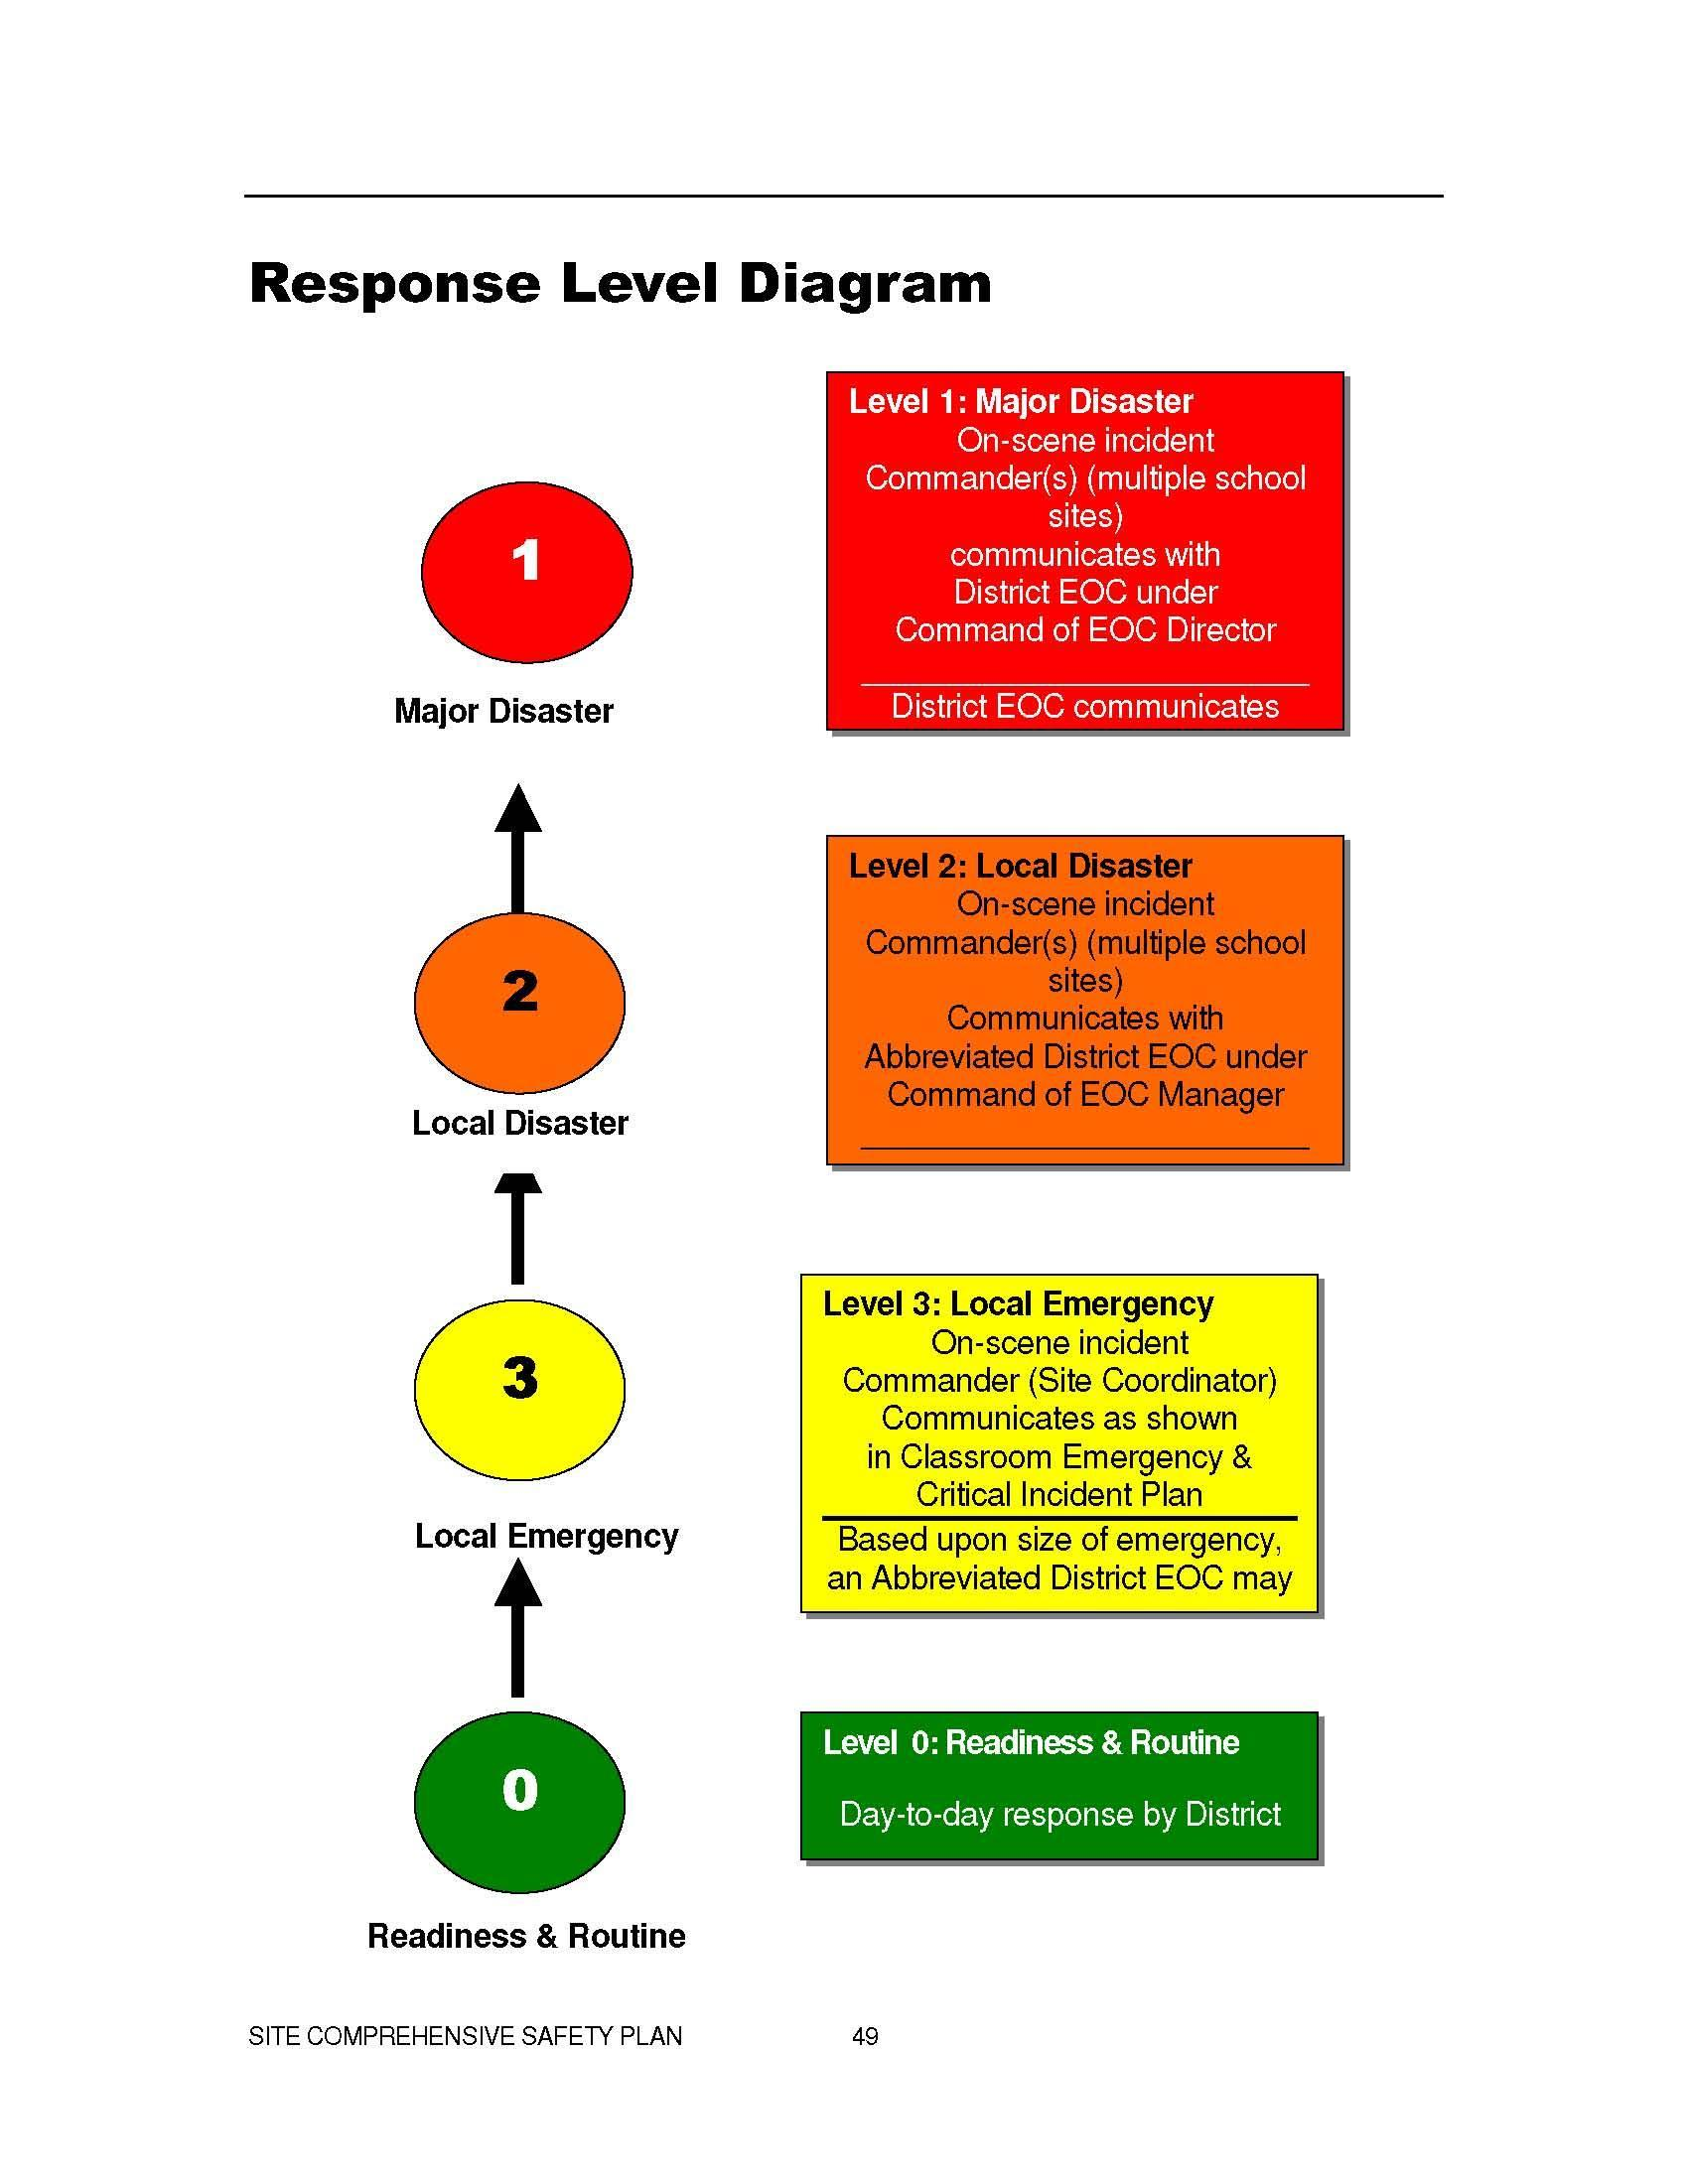 Response Level Diagram
1
Major Disaster
Level 1: Major Disaster
On-scene incident
Commander(s) (multiple school
sites)
communicates with
District EOC under
Command of EOC Director
District EOC communicates
2
Local Disaster
Level 2: Local Disaster
On-scene incident
Commander(s) (multiple school
sites)
Communicates with
Abbreviated District EOC under
Command of EOC Manager
3
Local Emergency
Level 3: Local Emergency
On-scene incident
Commander (Site Coordinator)
Communicates as shown
in Classroom Emergency &
Critical Incident Plan
Based upon size of emergency,
an Abbreviated District EOC may
0
Readiness & Routine
Level 0: Readiness & Routine
Day-to-day response by District
SITE COMPREHENSIVE SAFETY PLAN 49